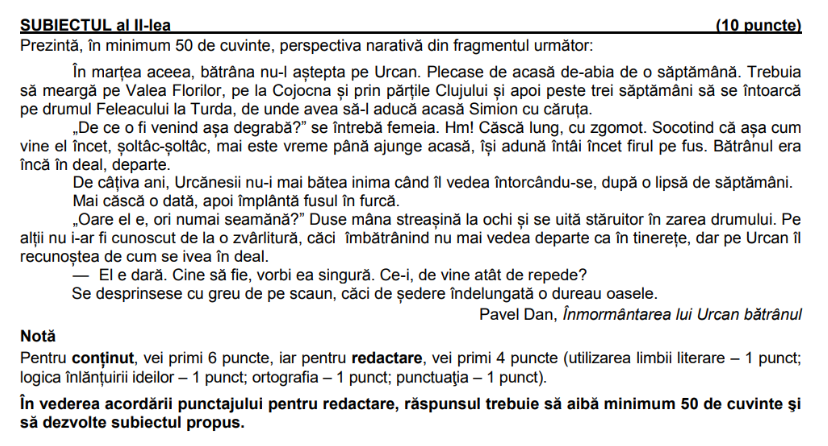 SUBIECTUL al II-lea (10 puncte)
Prezintă, în minimum 50 de cuvinte, perspectiva narativă din fragmentul următor:
În marțea aceea, bătrâna nu-l aștepta pe Urcan. Plecase de acasă de-abia de o săptămână. Trebuia
să meargă pe Valea Florilor, pe la Cojocna și prin părțile Clujului și apoi peste trei săptămâni să se întoarcă
pe drumul Feleacului la Turda, de unde avea să-l aducă acasă Simion cu căruța.
„De ce o fi venind așa degrabă?” se întrebă femeia. Hm! Căscă lung, cu zgomot. Socotind că așa cum
vine el încet, șoltâc-șoltâc, mai este vreme până ajunge acasă, își adună întâi încet firul pe fus. Bătrânul era
încă în deal, departe.
De câțiva ani, Urcănesii nu-i mai bătea inima când îl vedea întorcându-se, după o lipsă de săptămâni.
Mai căscă o dată, apoi împlântă fusul în furcă.
„Oare el e, ori numai seamănă?” Duse mâna streașină la ochi și se uită stăruitor în zarea drumului. Pe
alții nu i-ar fi cunoscut de la o zvârlitură, căci îmbătrânind nu mai vedea departe ca în tinerețe, dar pe Urcan îl
recunoștea de cum se ivea în deal.
— El e dară. Cine să fie, vorbi ea singură. Ce-i, de vine atât de repede?
Se desprinsese cu greu de pe scaun, căci de ședere îndelungată o dureau oasele.
Pavel Dan, Înmormântarea lui Urcan bătrânul
Notă
Pentru conținut, vei primi 6 puncte, iar pentru redactare, vei primi 4 puncte (utilizarea limbii literare – 1 punct;
logica înlănțuirii ideilor – 1 punct; ortografia – 1 punct; punctuaţia – 1 punct).
În vederea acordării punctajului pentru redactare, răspunsul trebuie să aibă minimum 50 de cuvinte şi
să dezvolte subiectul propus.